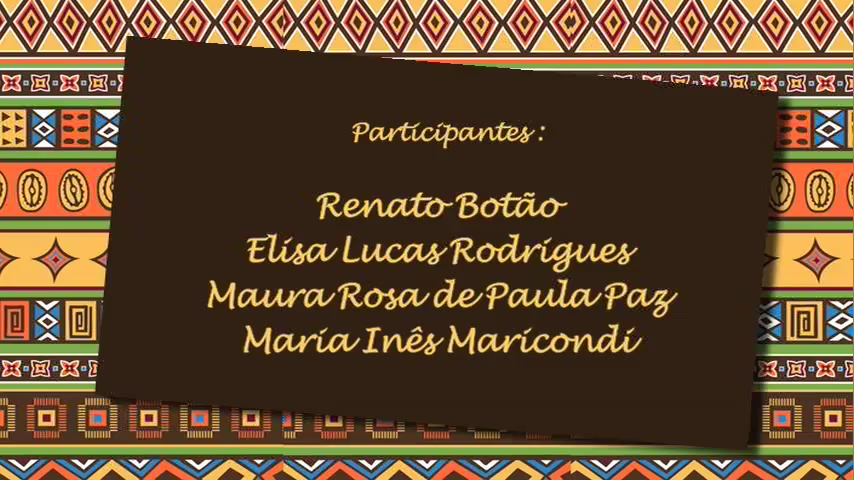 Participantes :
Renato Botão
Elisa Lucas Rodrigues
Maura Rosa de Paula Paz
Maria Inês Maricondi